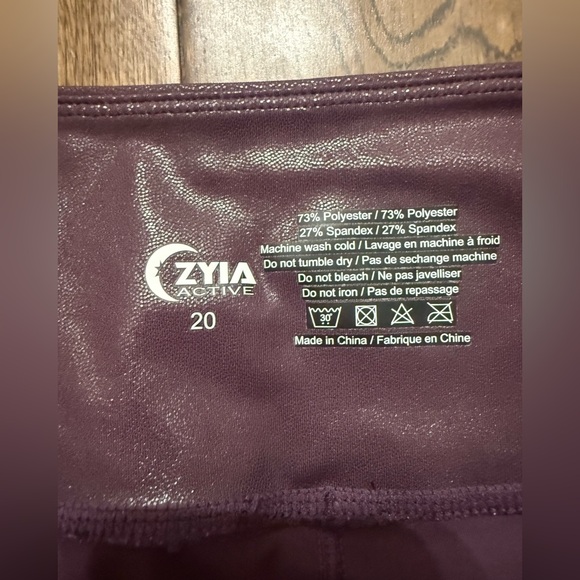 ZYIA
ACTIVE
20
73% Polyester / 73% Polyester
27% Spandex / 27% Spandex
Machine wash cold / Lavage en machine à froid
Do not tumble dry / Pas de sechange machine
Do not bleach / Ne pas javelliser
Do not iron / Pas de repassage
30°
Made in China / Fabrique en Chine